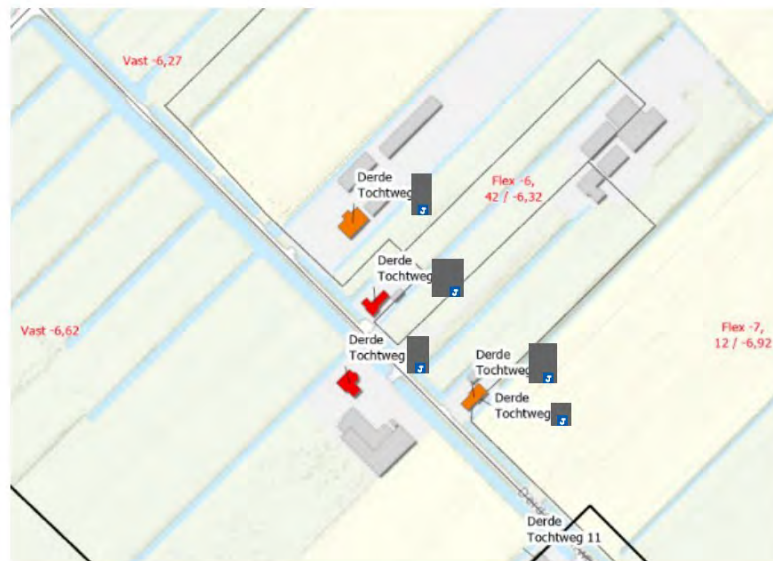 Vast -6,27
Derde
Tochtweg
Flex -6,
42 / -6,32
Derde
Tochtweg
Vast -6,62
Derde
Tochtweg
Flex -7,
12 / -6,92
Derde
Tochtweg
Derde
Tochtweg
Derde
Tochtweg 11